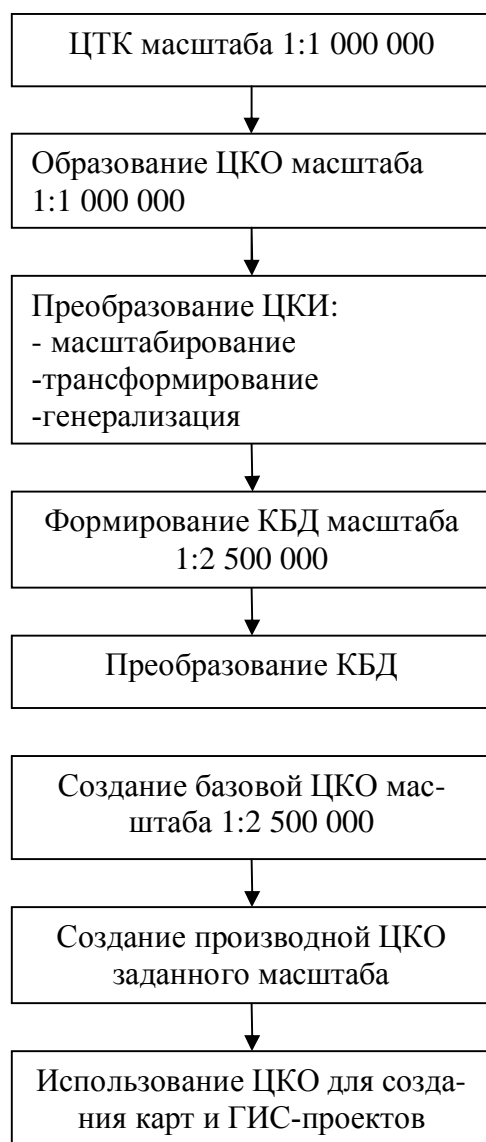 ЦТК масштаба 1:1 000 000
Образование ЦКО масштаба
1:1 000 000
Преобразование ЦКИ:
- масштабирование
-трансформирование
-генерализация
Формирование КБД масштаба
1:2 500 000
Преобразование КБД
Создание базовой ЦКО мас-
штаба 1:2 500 000
Создание производной ЦКО
заданного масштаба
Использование ЦКО для созда-
ния карт и ГИС-проектов